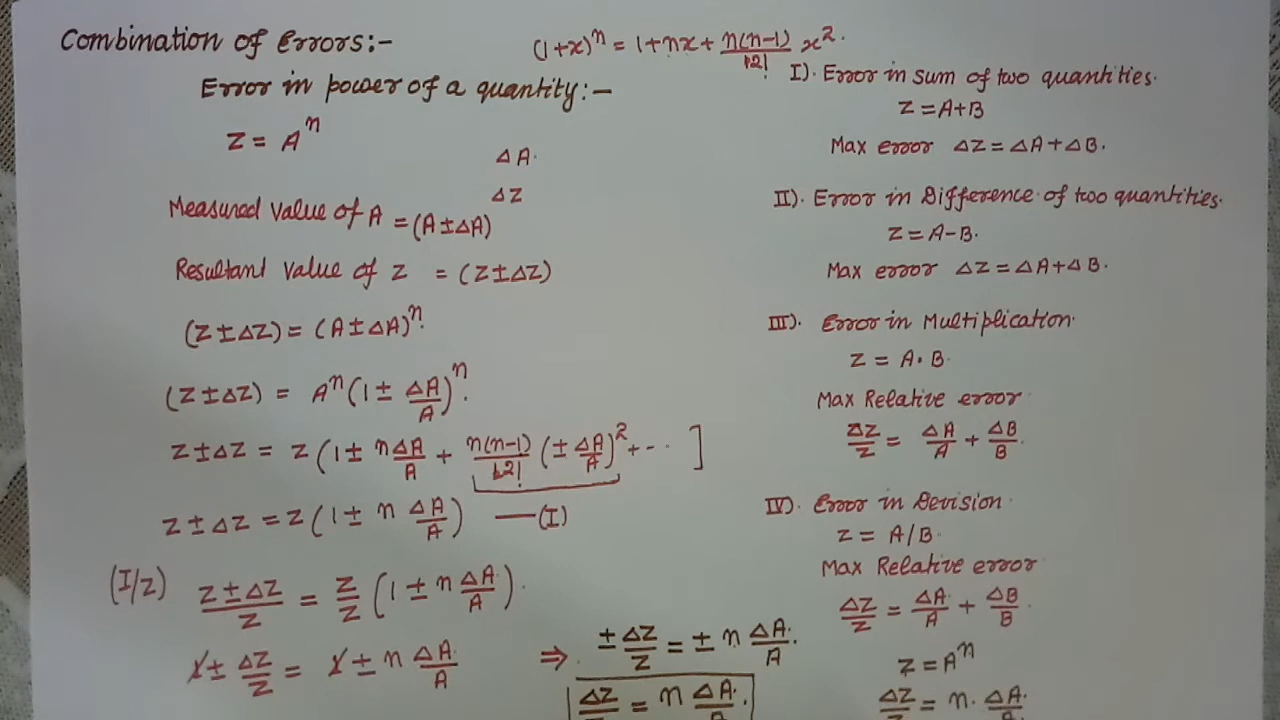 Combination of Errors:-
(1+x)^n = 1+nx+ n(n-1)/2! x².
Error in power of a quantity:-
Z = A^n
ΔA.
ΔZ
Measured value of A = (A±ΔA)
Resultant value of Z = (Z±ΔZ)
(Z±ΔZ) = (A±ΔA)^n.
(Z±ΔZ) = A^n (1± ΔA/A)^n.
Z±ΔZ = Z (1± nΔA/A + n(n-1)/2! (±ΔA/A)² +-- ]
Z±ΔZ = Z (1± n ΔA/A) —(I)
(I/Z) Z±ΔZ/Z = Z/Z (1 ± n ΔA/A).
1± ΔZ/Z = 1± n ΔA/A
⇒ ±ΔZ/Z = ± n ΔA/A.
ΔZ/Z = n ΔA/A.
I). Error in sum of two quantities.
Z = A+B
Max error ΔZ = ΔA+ΔB.
II). Error in Difference of two quantities.
Z = A-B.
Max error ΔZ = ΔA+ΔB.
III). Error in Multiplication.
Z = A.B
Max Relative error
ΔZ/Z = ΔA/A + ΔB/B.
IV). Error in Devision
Z = A/B.
Max Relative error
ΔZ/Z = ΔA/A + ΔB/B.
Z = A^n
ΔZ/Z = n. ΔA/A.